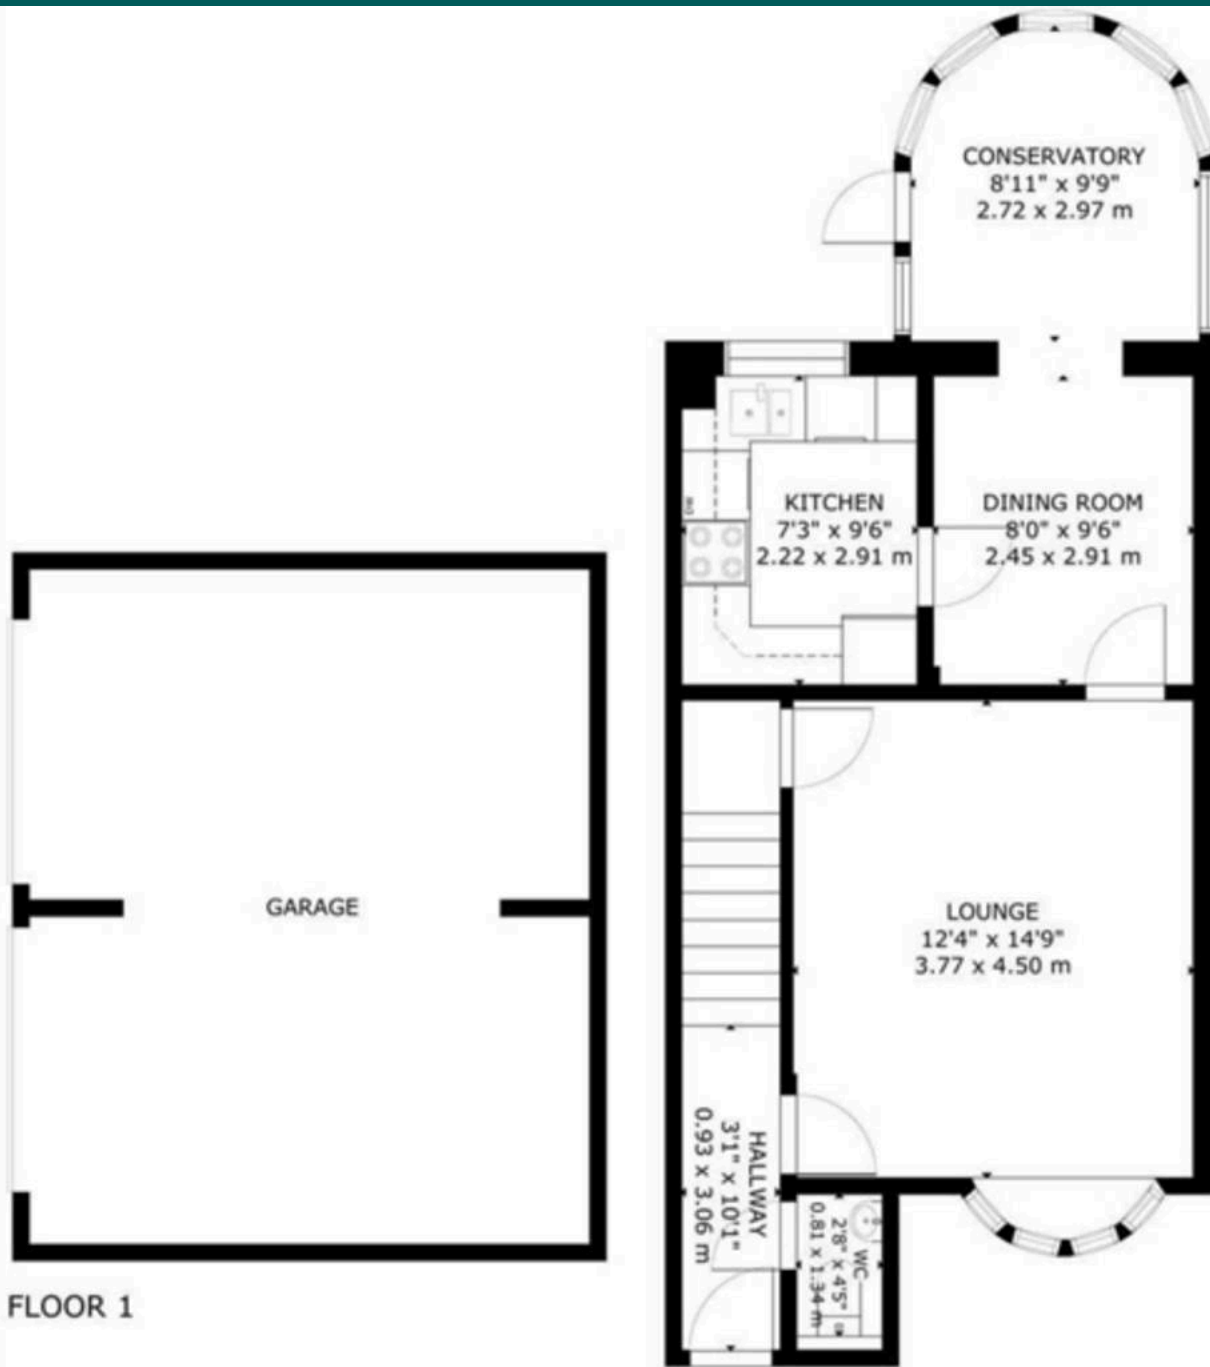 CONSERVATORY
8'11" x 9'9"
2.72 x 2.97 m
KITCHEN
7'3" x 9'6"
2.22 x 2.91 m
DINING ROOM
8'0" x 9'6"
2.45 x 2.91 m
GARAGE
LOUNGE
12'4" x 14'9"
3.77 x 4.50 m
HALLWAY
3'1" x 10'1"
0.93 x 3.06 m
WC
2'8" x 4'5"
0.81 x 1.34 m
FLOOR 1